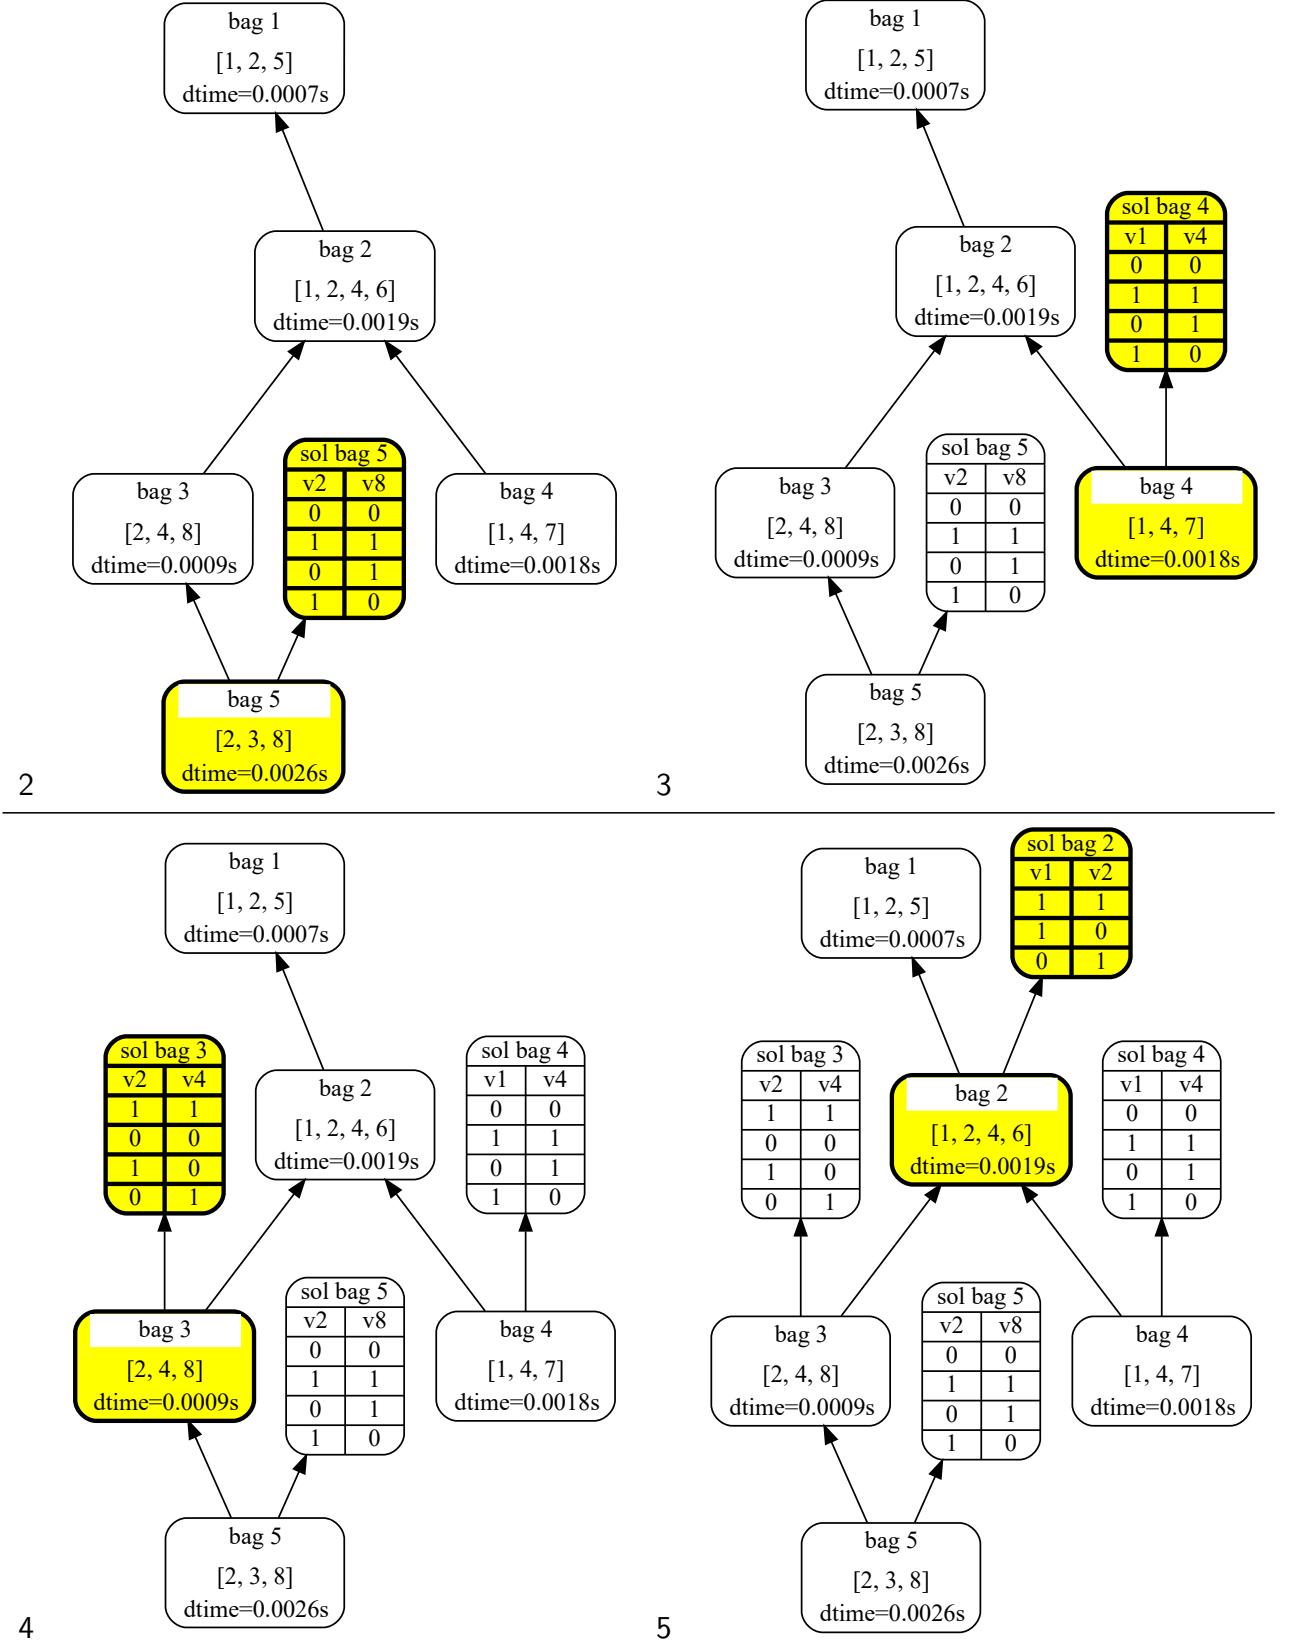 bag 1
[1, 2, 5]
dtime=0.0007s
bag 2
[1, 2, 4, 6]
dtime=0.0019s
sol bag 5
v2 v8
0 0
1 1
0 1
1 0
bag 3
[2, 4, 8]
dtime=0.0009s
bag 4
[1, 4, 7]
dtime=0.0018s
bag 5
[2, 3, 8]
dtime=0.0026s
2
bag 1
[1, 2, 5]
dtime=0.0007s
sol bag 4
v1 v4
0 0
1 1
0 1
1 0
bag 2
[1, 2, 4, 6]
dtime=0.0019s
sol bag 5
v2 v8
0 0
1 1
0 1
1 0
bag 3
[2, 4, 8]
dtime=0.0009s
bag 4
[1, 4, 7]
dtime=0.0018s
bag 5
[2, 3, 8]
dtime=0.0026s
3
bag 1
[1, 2, 5]
dtime=0.0007s
sol bag 3
v2 v4
1 1
0 0
1 0
0 1
bag 2
[1, 2, 4, 6]
dtime=0.0019s
sol bag 4
v1 v4
0 0
1 1
0 1
1 0
bag 3
[2, 4, 8]
dtime=0.0009s
sol bag 5
v2 v8
0 0
1 1
0 1
1 0
bag 4
[1, 4, 7]
dtime=0.0018s
bag 5
[2, 3, 8]
dtime=0.0026s
4
bag 1
[1, 2, 5]
dtime=0.0007s
sol bag 2
v1 v2
1 1
1 0
0 1
sol bag 3
v2 v4
1 1
0 0
1 0
0 1
bag 2
[1, 2, 4, 6]
dtime=0.0019s
sol bag 4
v1 v4
0 0
1 1
0 1
1 0
bag 3
[2, 4, 8]
dtime=0.0009s
sol bag 5
v2 v8
0 0
1 1
0 1
1 0
bag 4
[1, 4, 7]
dtime=0.0018s
bag 5
[2, 3, 8]
dtime=0.0026s
5